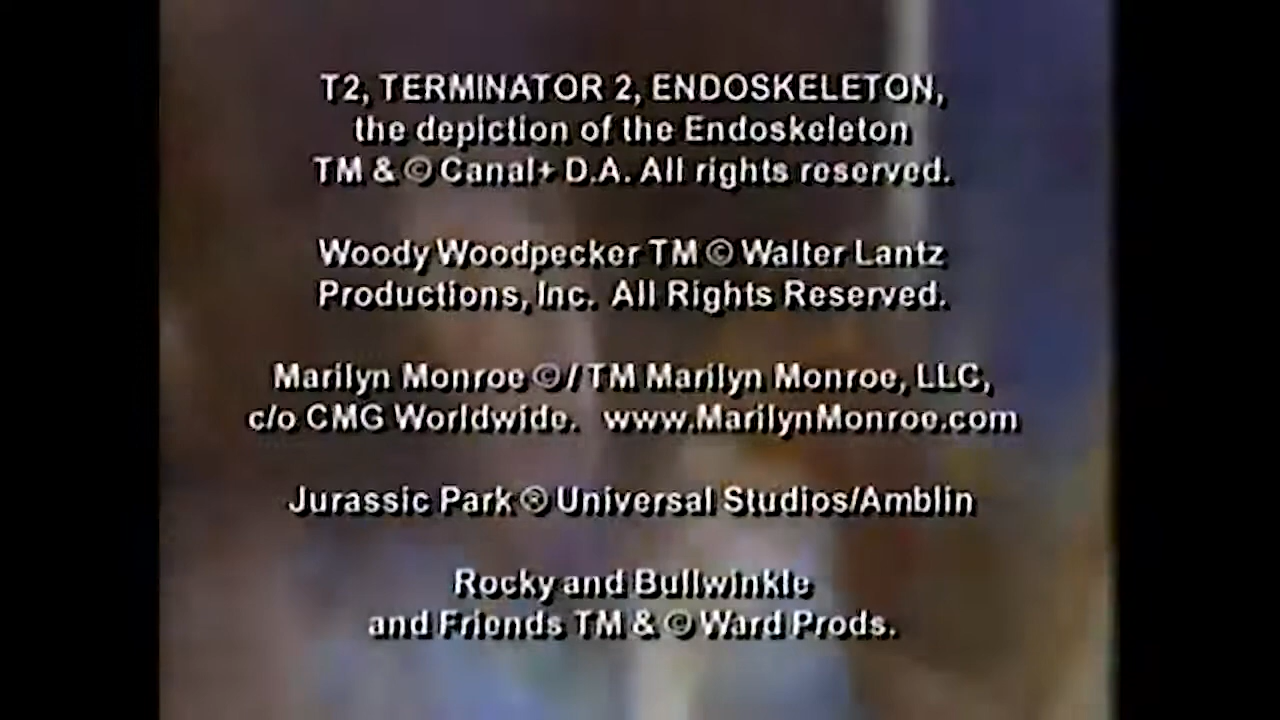 T2, TERMINATOR 2, ENDOSKELETON,
the depiction of the Endoskeleton
TM & © Canal+ D.A. All rights reserved.
Woody Woodpecker TM © Walter Lantz
Productions, Inc. All Rights Reserved.
Marilyn Monroe ©/ TM Marilyn Monroe, LLC,
c/o CMG Worldwide. www.MarilynMonroe.com
Jurassic Park ® Universal Studios/Amblin
Rocky and Bullwinkle
and Friends TM & © Ward Prods.